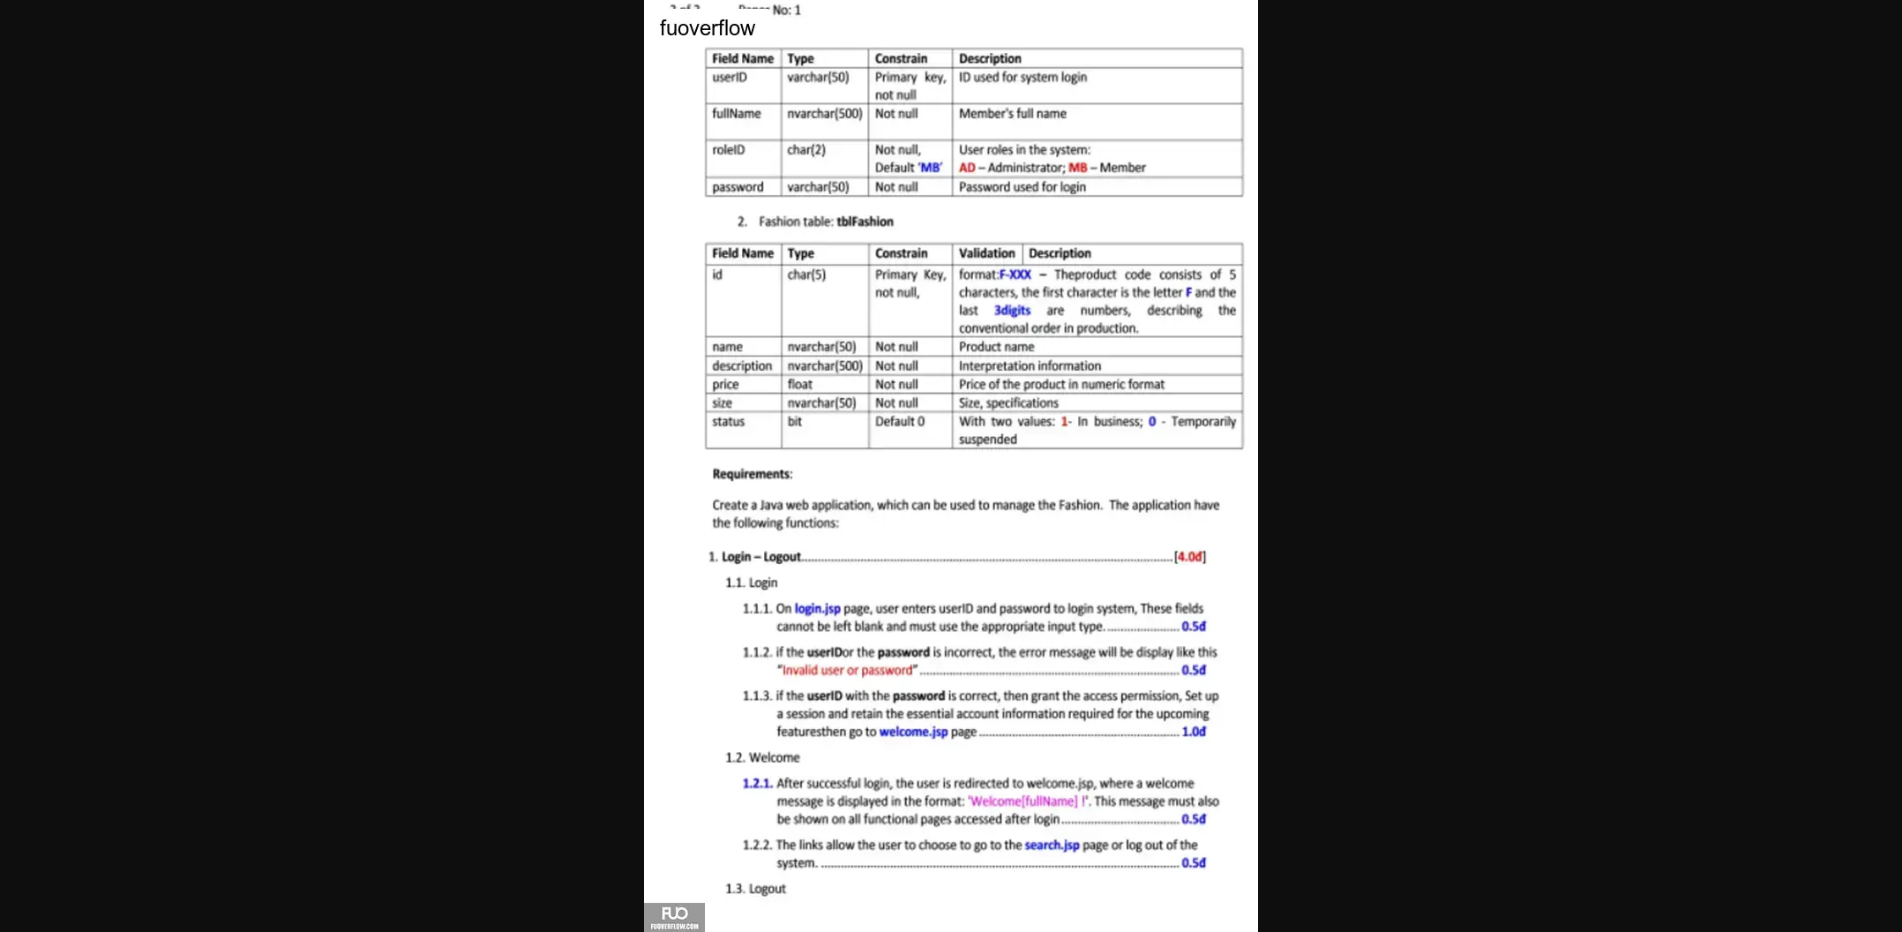 No: 1
fuoverflow
Field Name Type Constrain Description
userID varchar(50) Primary key, ID used for system login
not null
fullName nvarchar(500) Not null Member's full name
roleID char(2) Not null, User roles in the system:
Default 'MB' AD – Administrator; MB – Member
password varchar(50) Not null Password used for login
2. Fashion table: tblFashion
Field Name Type Constrain Validation Description
id char(5) Primary Key, format:F-XXX – Theproduct code consists of 5
not null, characters, the first character is the letter F and the
last 3digits are numbers, describing the
conventional order in production.
name nvarchar(50) Not null Product name
description nvarchar(500) Not null Interpretation information
price float Not null Price of the product in numeric format
size nvarchar(50) Not null Size, specifications
status bit Default 0 With two values: 1- In business; 0 - Temporarily
suspended
Requirements:
Create a Java web application, which can be used to manage the Fashion. The application have
the following functions:
1. Login – Logout [4.0đ]
1.1. Login
1.1.1. On login.jsp page, user enters userID and password to login system, These fields
cannot be left blank and must use the appropriate input type. 0.5đ
1.1.2. if the userIDor the password is incorrect, the error message will be display like this
"Invalid user or password" 0.5đ
1.1.3. if the userID with the password is correct, then grant the access permission, Set up
a session and retain the essential account information required for the upcoming
featuresthen go to welcome.jsp page 1.0đ
1.2. Welcome
1.2.1. After successful login, the user is redirected to welcome.jsp, where a welcome
message is displayed in the format: 'Welcome[fullName] !'. This message must also
be shown on all functional pages accessed after login 0.5đ
1.2.2. The links allow the user to choose to go to the search.jsp page or log out of the
system. 0.5đ
1.3. Logout
FUO
FUOVERFLOW.COM